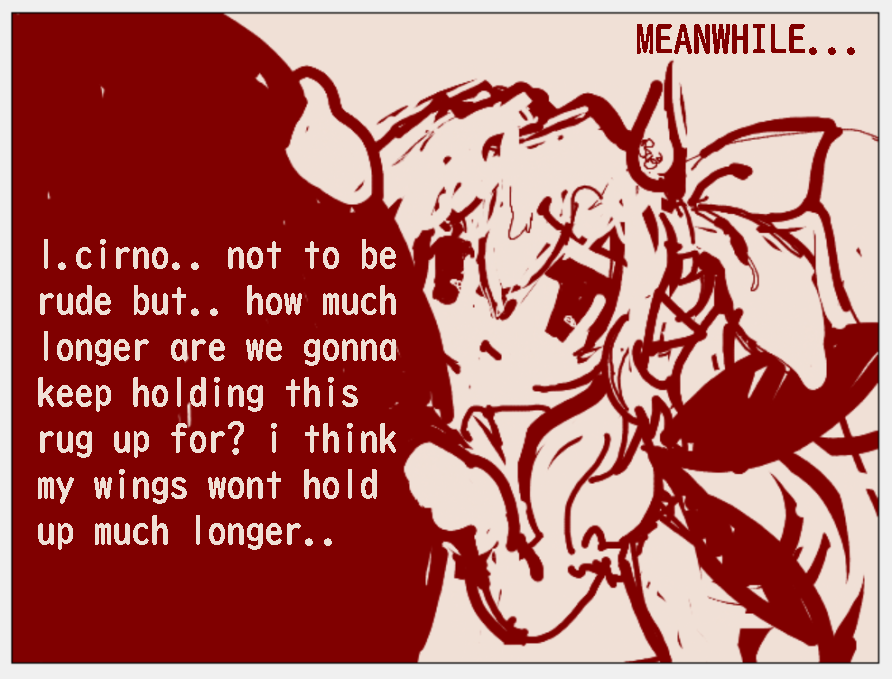 MEANWHILE...
l.cirno.. not to be
rude but.. how much
longer are we gonna
keep holding this
rug up for? i think
my wings wont hold
up much longer..